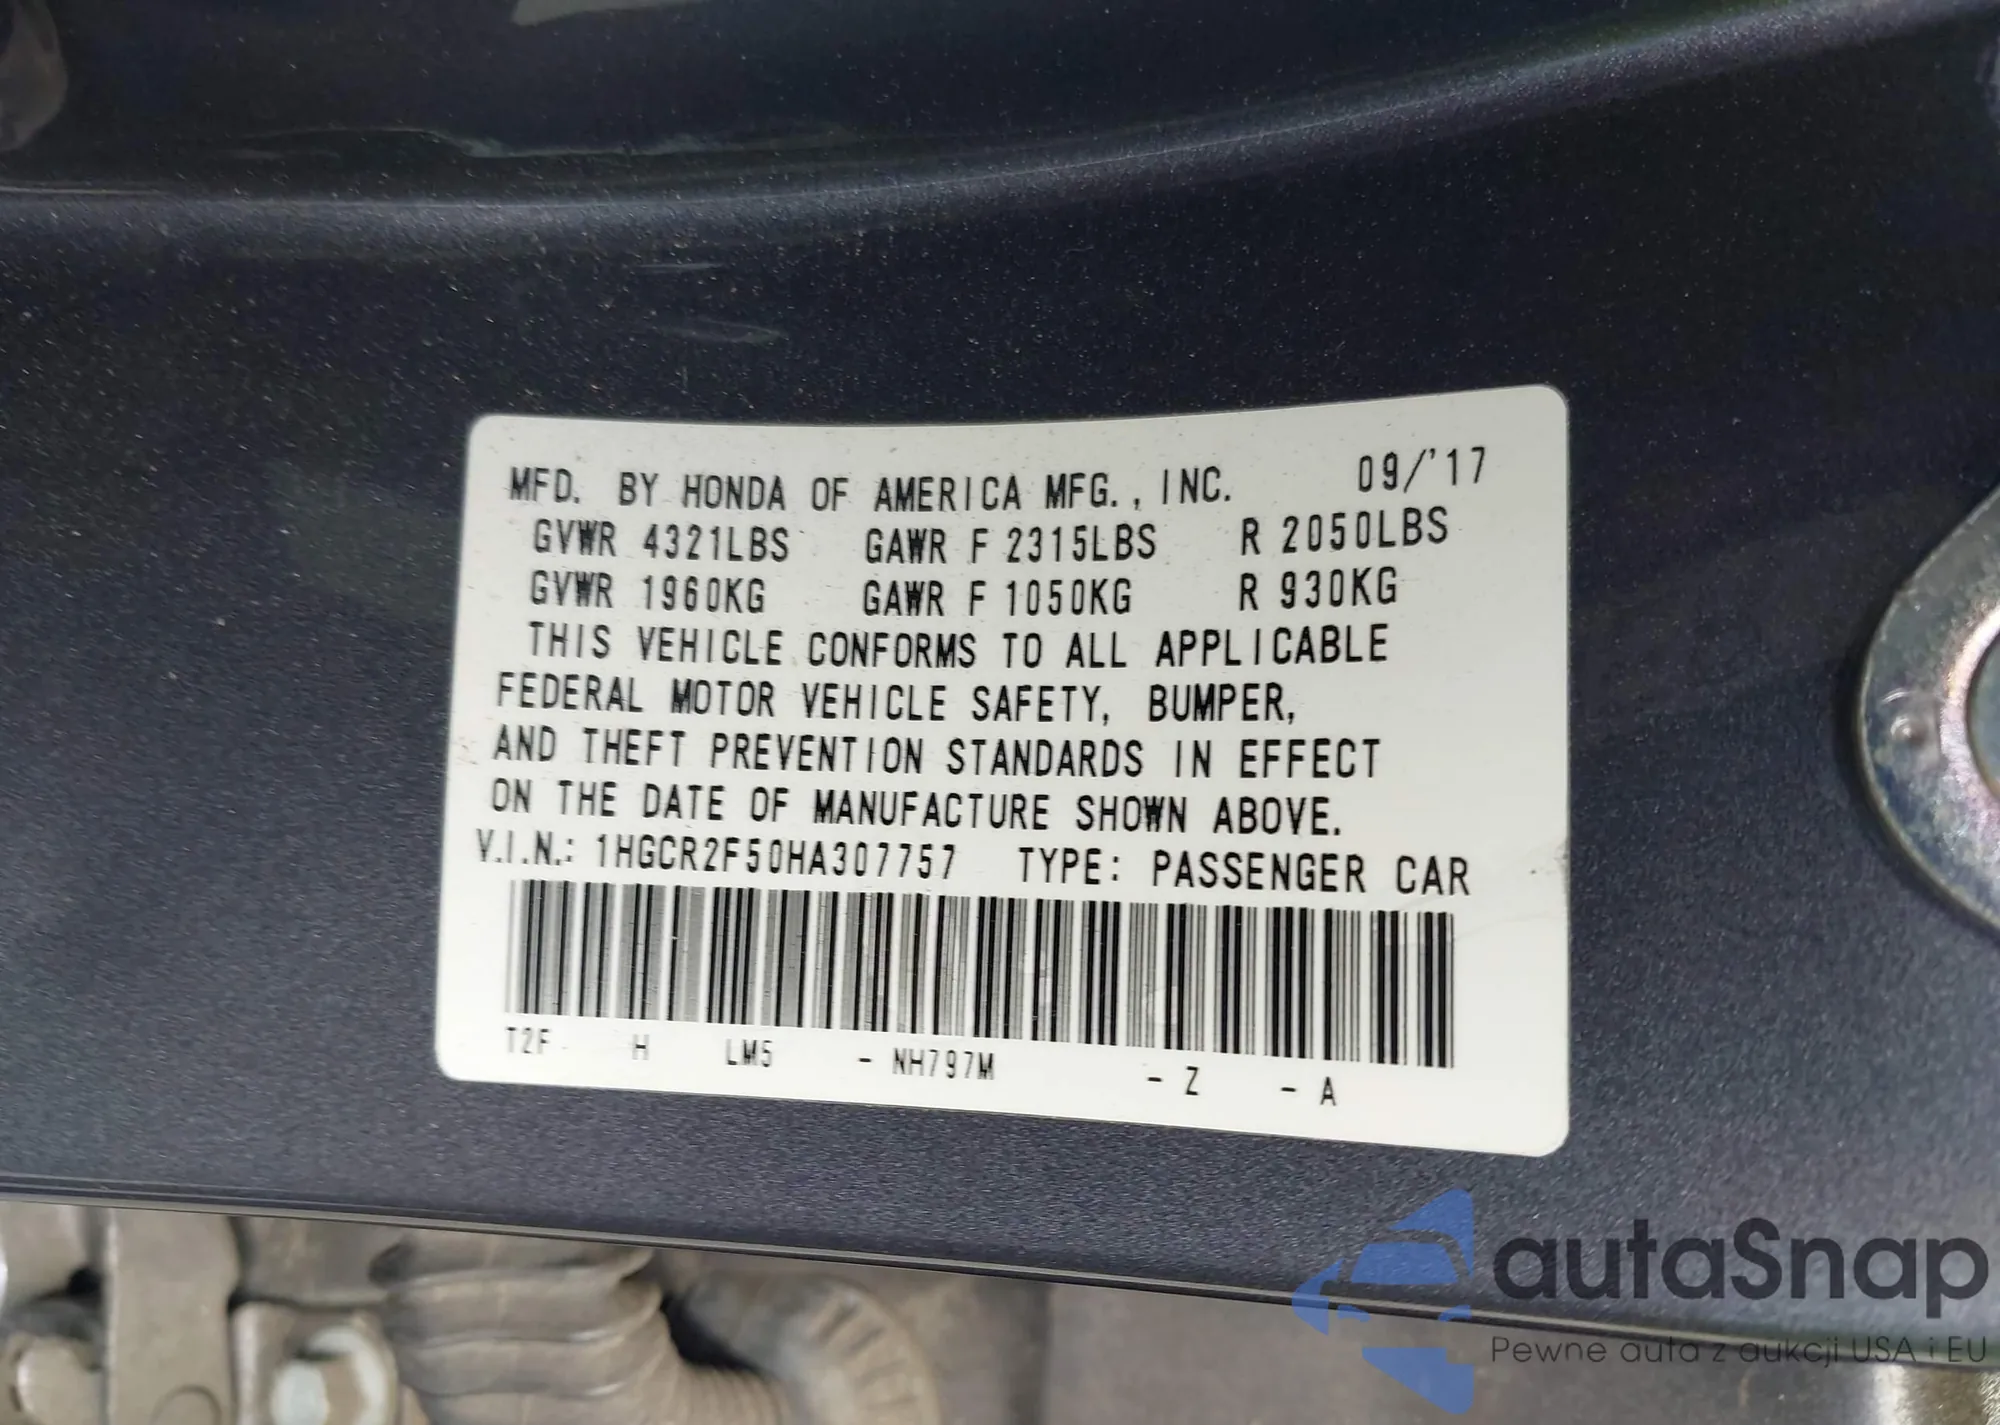 MFD. BY HONDA OF AMERICA MFG., INC. 09/'17
GVWR 4321LBS GAWR F 2315LBS R 2050LBS
GVWR 1960KG GAWR F 1050KG R 930KG
THIS VEHICLE CONFORMS TO ALL APPLICABLE
FEDERAL MOTOR VEHICLE SAFETY, BUMPER,
AND THEFT PREVENTION STANDARDS IN EFFECT
ON THE DATE OF MANUFACTURE SHOWN ABOVE.
V.I.N.: 1HGCR2F50HA307757 TYPE: PASSENGER CAR
T2F H LM5 - NH797M - Z - A
autaSnap
Pewne auta z aukcji USA i EU